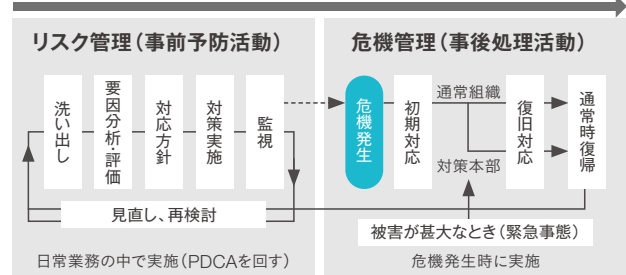 リスク管理（事前予防活動）
洗い出し
要因分析・評価
対応方針
対策実施
監視
見直し、再検討
日常業務の中で実施（PDCAを回す）
危機管理（事後処理活動）
危機発生
初期対応
通常組織
対策本部
復旧対応
通常時復帰
被害が甚大なとき（緊急事態）
危機発生時に実施